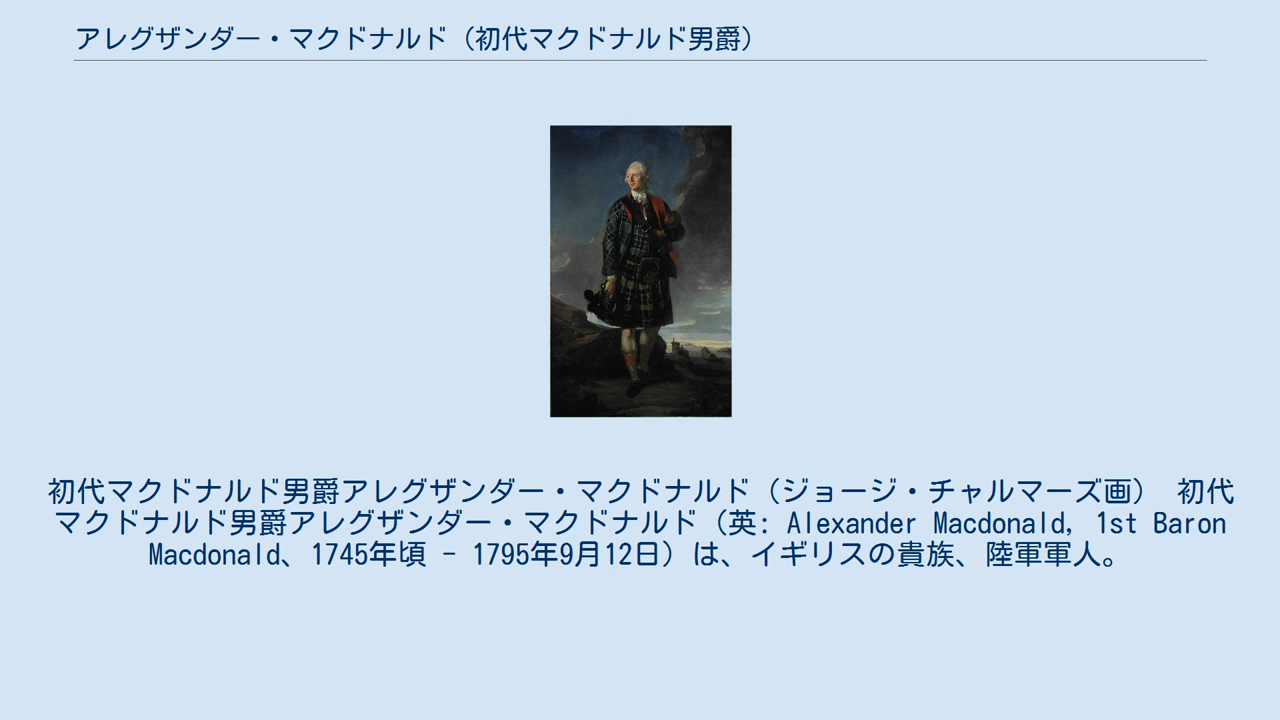 アレグザンダー・マクドナルド（初代マクドナルド男爵）
初代マクドナルド男爵アレグザンダー・マクドナルド（ジョージ・チャルマーズ画） 初代
マクドナルド男爵アレグザンダー・マクドナルド（英: Alexander Macdonald, 1st Baron
Macdonald、1745年頃 – 1795年9月12日）は、イギリスの貴族、陸軍軍人。